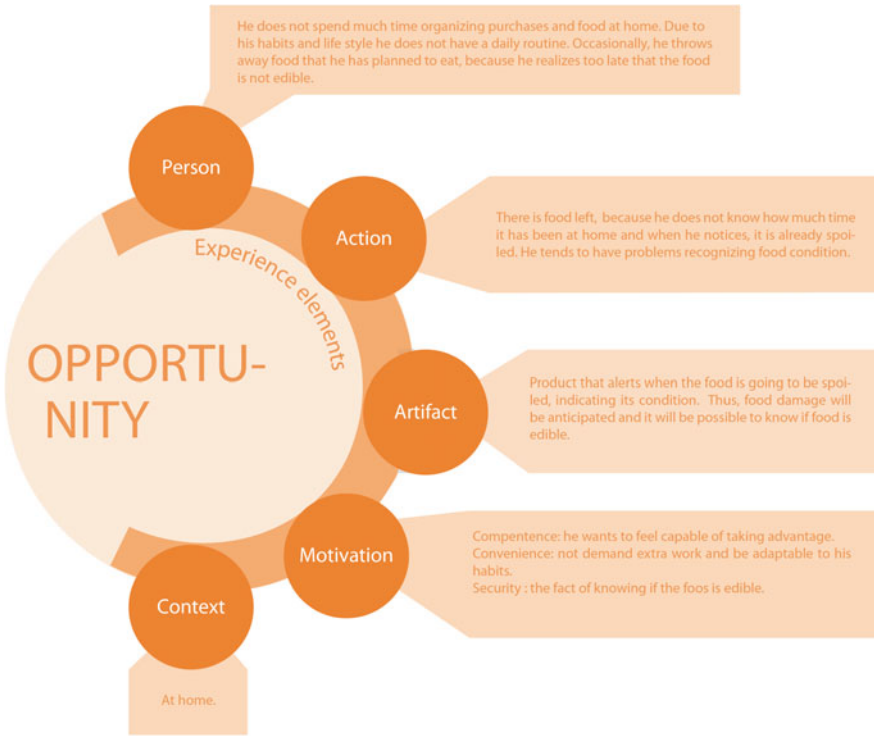 He does not spend much time organizing purchases and food at home. Due to
his habits and life style he does not have a daily routine. Occasionally, he throws
away food that he has planned to eat, because he realizes too late that the food
is not edible.
Person
Action
There is food left, because he does not know how much time
it has been at home and when he notices, it is already spoi-
led. He tends to have problems recognizing food condition.
Experience elements
OPPORTU-
NITY
Artifact
Product that alerts when the food is going to be spoi-
led, indicating its condition. Thus, food damage will
be anticipated and it will be possible to know if food is
edible.
Motivation
Compentence: he wants to feel capable of taking advantage.
Convenience: not demand extra work and be adaptable to his
habits.
Security : the fact of knowing if the foos is edible.
Context
At home.